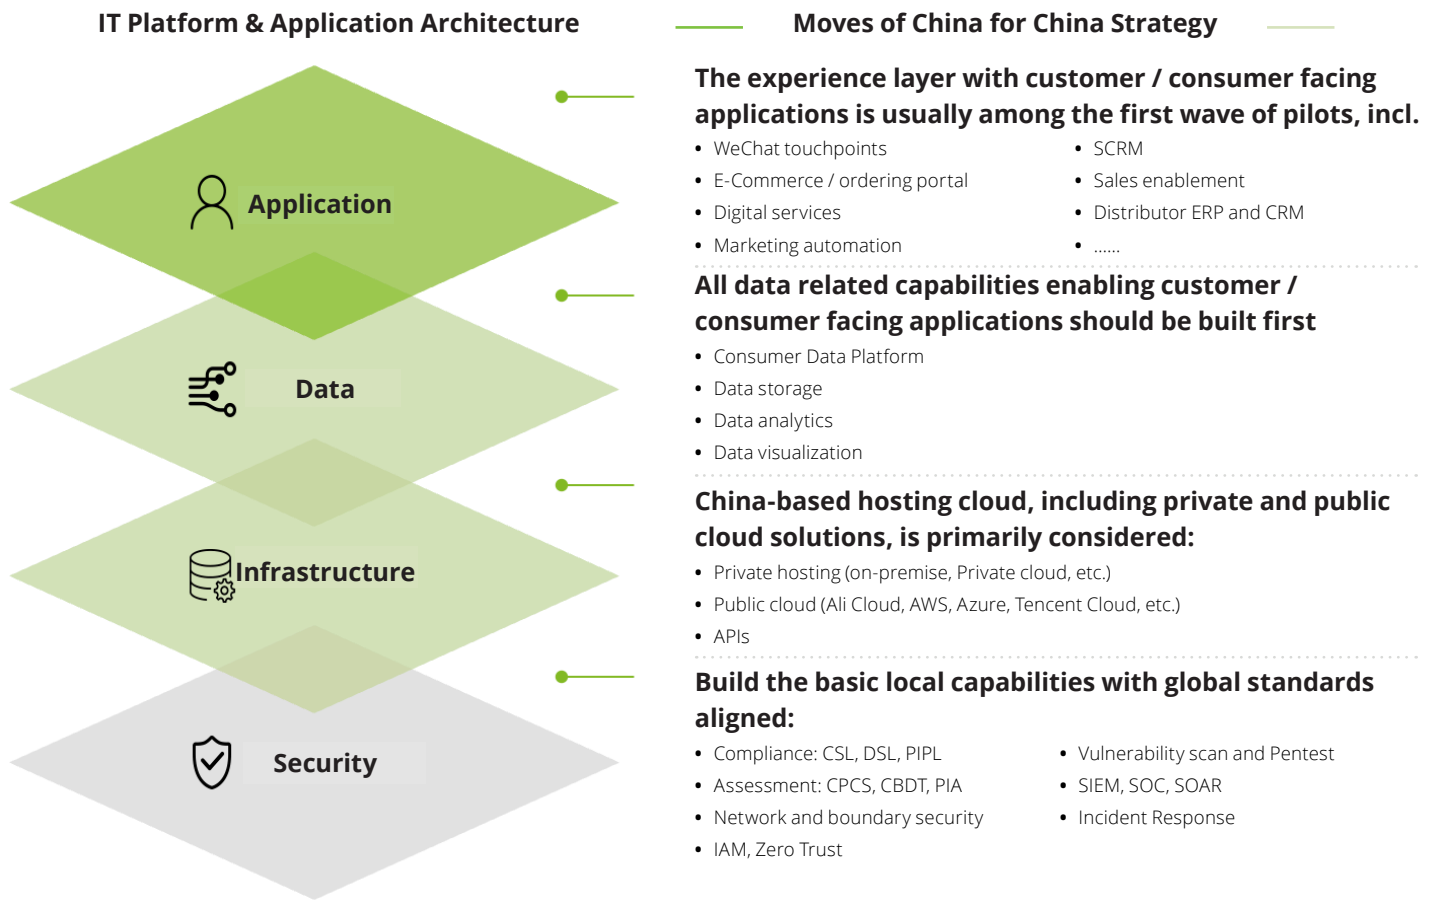 IT Platform & Application Architecture
Moves of China for China Strategy
Application
The experience layer with customer / consumer facing
applications is usually among the first wave of pilots, incl.
• WeChat touchpoints
• E-Commerce / ordering portal
• Digital services
• Marketing automation
• SCRM
• Sales enablement
• Distributor ERP and CRM
• ......
Data
All data related capabilities enabling customer /
consumer facing applications should be built first
• Consumer Data Platform
• Data storage
• Data analytics
• Data visualization
Infrastructure
China-based hosting cloud, including private and public
cloud solutions, is primarily considered:
• Private hosting (on-premise, Private cloud, etc.)
• Public cloud (Ali Cloud, AWS, Azure, Tencent Cloud, etc.)
• APIs
Security
Build the basic local capabilities with global standards
aligned:
• Compliance: CSL, DSL, PIPL
• Assessment: CPCS, CBDT, PIA
• Network and boundary security
• IAM, Zero Trust
• Vulnerability scan and Pentest
• SIEM, SOC, SOAR
• Incident Response